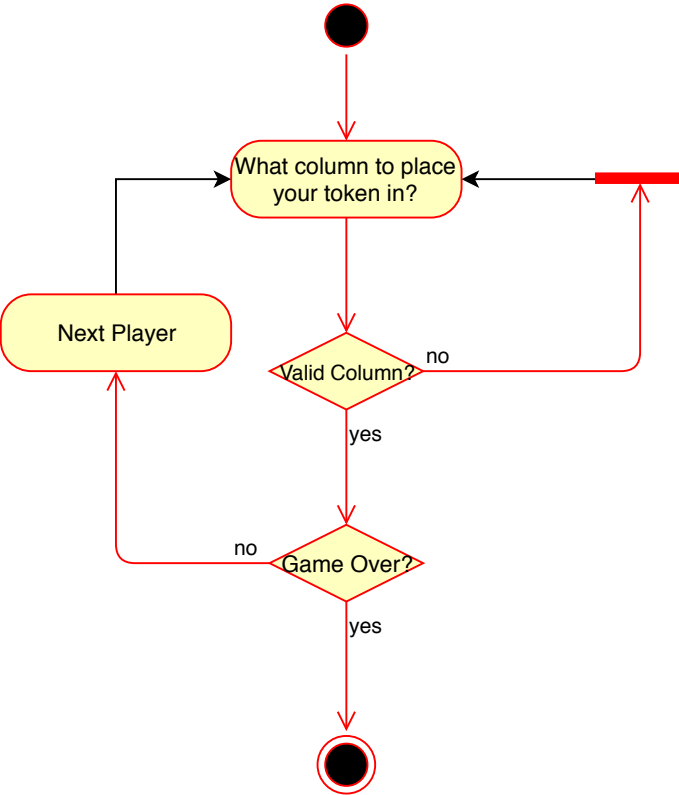 What column to place
your token in?
Next Player
Valid Column?
no
yes
no
Game Over?
yes